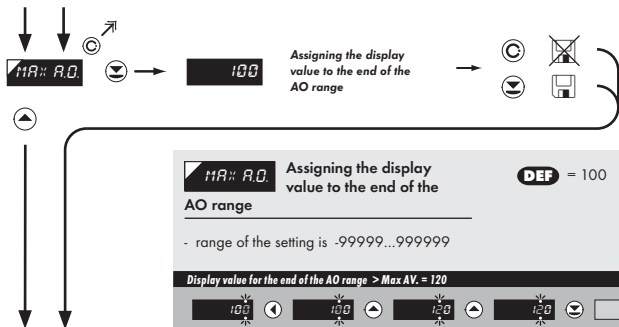 MAX A.O.
100
Assigning the display
value to the end of the
AO range
MAX A.O.
Assigning the display
value to the end of the
AO range
DEF = 100
- range of the setting is -99999...999999
Display value for the end of the AO range > Max AV. = 120
100
100
120
120